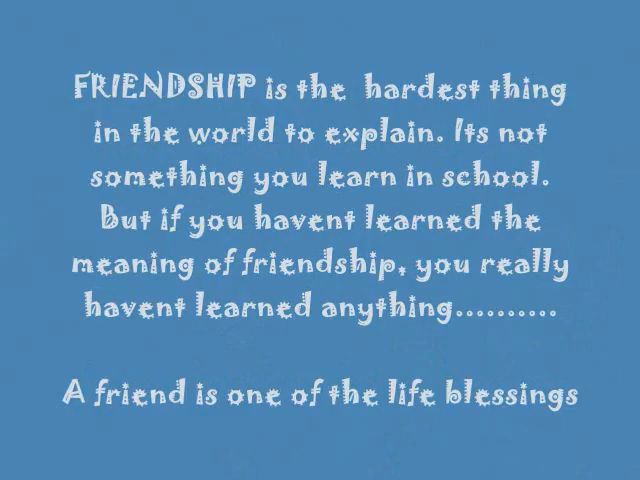 FRIENDSHIP is the hardest thing
in the world to explain. Its not
something you learn in school.
But if you havent learned the
meaning of friendship, you really
havent learned anything..........
A friend is one of the life blessings